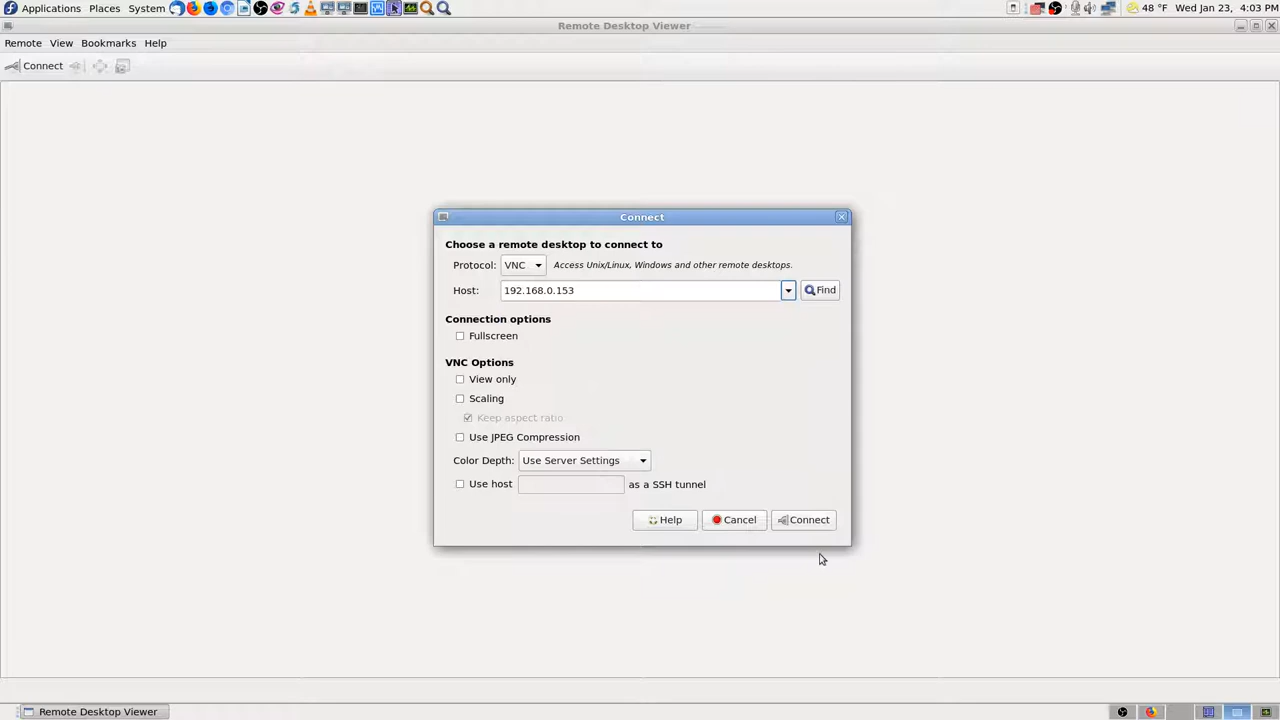 Applications Places System 48 °F Wed Jan 23, 4:03 PM
Remote Desktop Viewer
Remote View Bookmarks Help
Connect
Connect
Choose a remote desktop to connect to
Protocol: VNC Access Unix/Linux, Windows and other remote desktops.
Host: 192.168.0.153 Find
Connection options
Fullscreen
VNC Options
View only
Scaling
Keep aspect ratio
Use JPEG Compression
Color Depth: Use Server Settings
Use host as a SSH tunnel
Help Cancel Connect
Remote Desktop Viewer